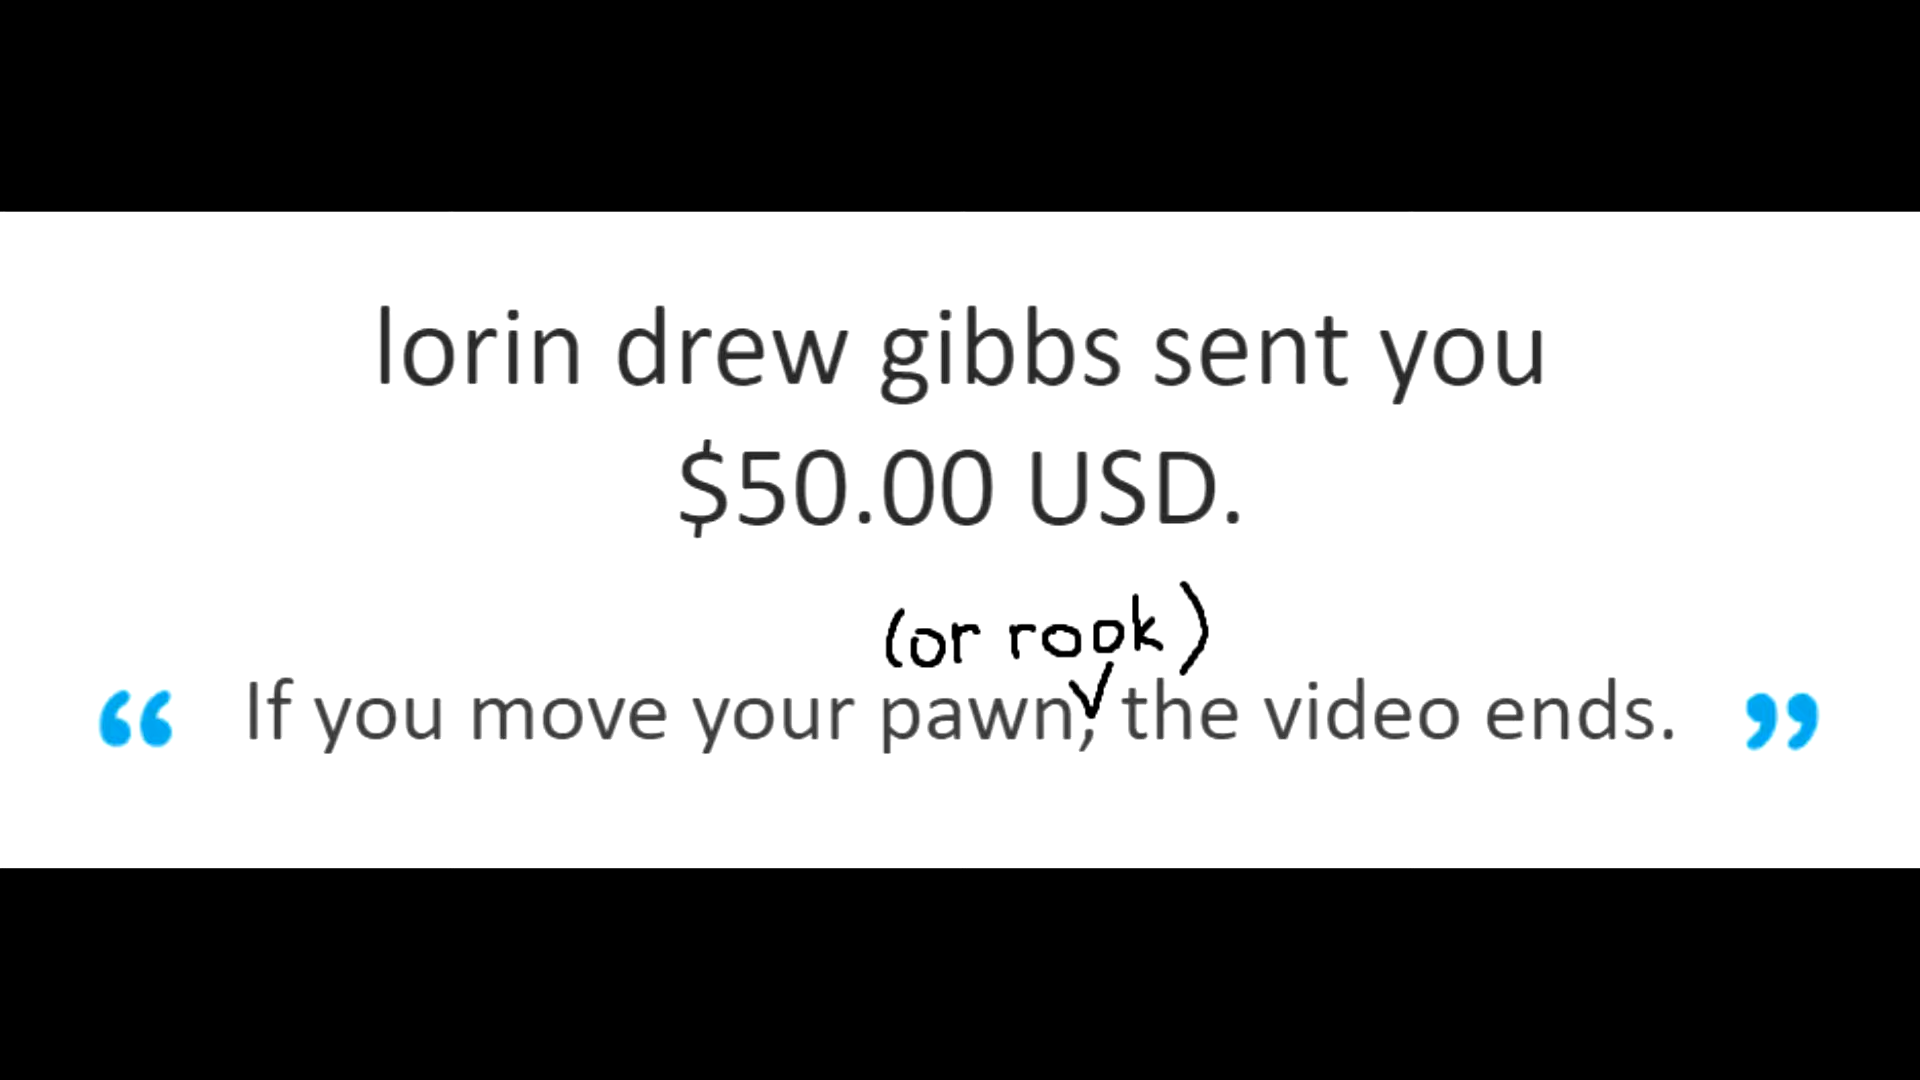 lorin drew gibbs sent you
$50.00 USD.
(or rook)
“ If you move your pawn, the video ends. ”